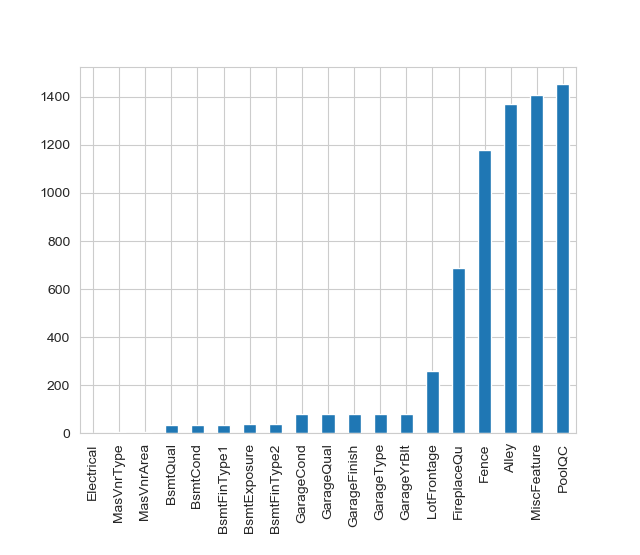 1400
1200
1000
800
600
400
200
0
Electrical
MasVnrType
MasVnrArea
BsmtQual
BsmtCond
BsmtFinType1
BsmtExposure
BsmtFinType2
GarageCond
GarageQual
GarageFinish
GarageType
GarageYrBlt
LotFrontage
FireplaceQu
Fence
Alley
MiscFeature
PoolQC